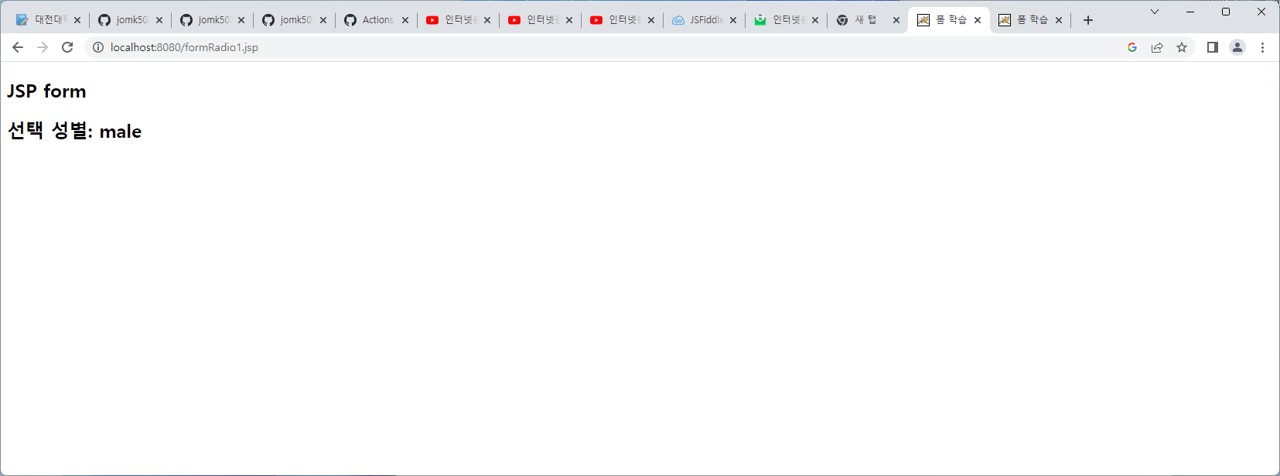 대전대
jomk50
jomk50
jomk50
Actions
인터넷
인터넷
인터넷
JSFiddle
인터넷
새 탭
폼 학습
폼 학습
localhost:8080/formRadio1.jsp
JSP form
선택 성별: male